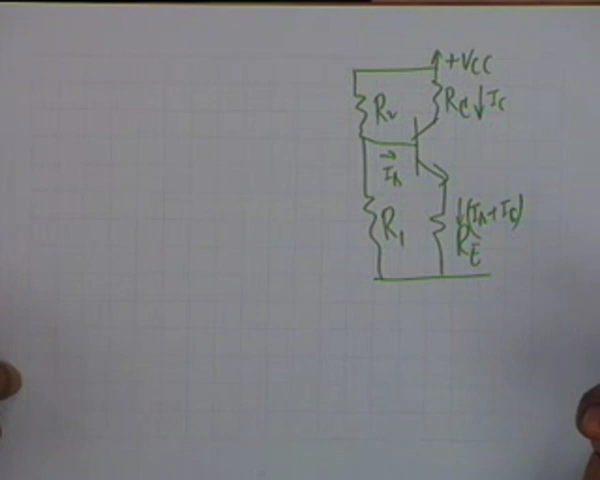 +VCC
R2
RC
IC
IB
(IB+IC)
R1
RE